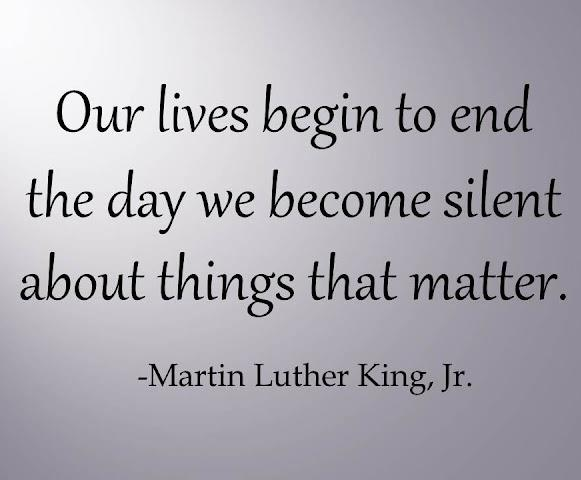 Our lives begin to end
the day we become silent
about things that matter.
-Martin Luther King, Jr.